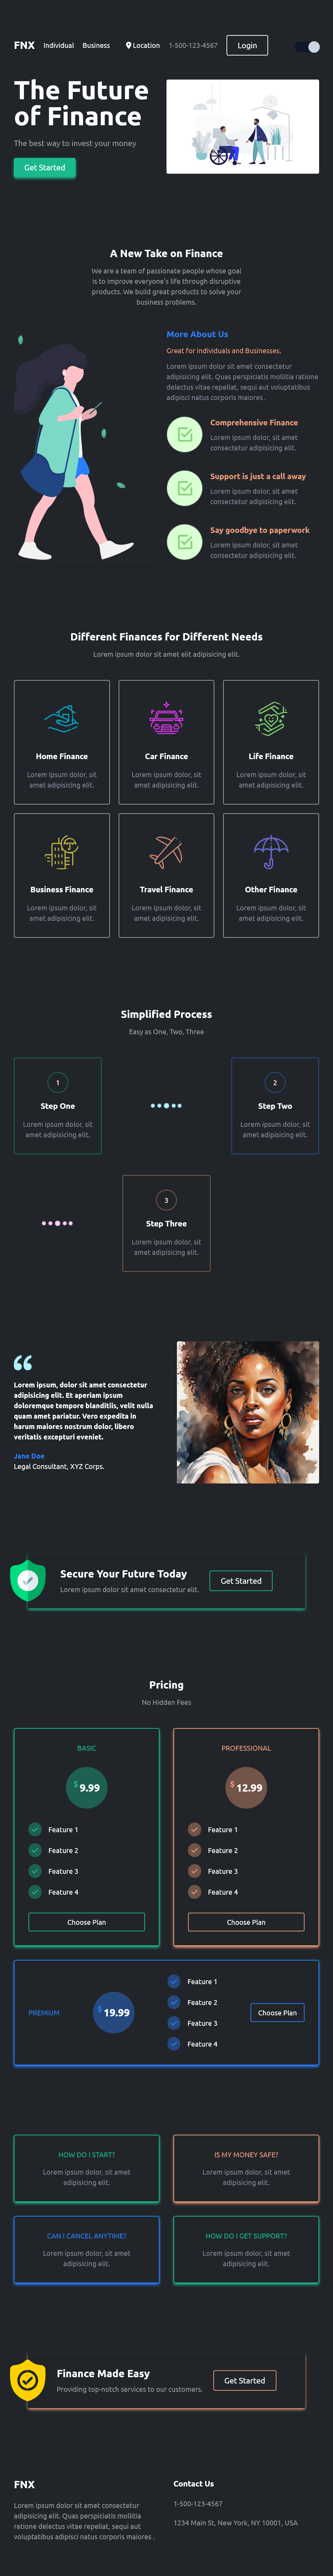 FNX Individual Business Location 1-500-123-4567 Login
The Future
of Finance
The best way to invest your money
Get Started
A New Take on Finance
We are a team of passionate people whose goal
is to improve everyone's life through disruptive
products. We build great products to solve your
business problems.
More About Us
Great for individuals and Businesses.
Lorem ipsum dolor sit amet consectetur
adipisicing elit. Quas perspiciatis mollitia ratione
delectus vitae repellat, sequi aut voluptatibus
adipisci natus corporis maiores .
Comprehensive Finance
Lorem ipsum dolor, sit amet
consectetur adipisicing elit.
Support is just a call away
Lorem ipsum dolor, sit amet
consectetur adipisicing elit.
Say goodbye to paperwork
Lorem ipsum dolor, sit amet
consectetur adipisicing elit.
Different Finances for Different Needs
Lorem ipsum dolor sit amet elit adipisicing elit.
Home Finance
Lorem ipsum dolor, sit
amet adipisicing elit.
Car Finance
Lorem ipsum dolor, sit
amet adipisicing elit.
Life Finance
Lorem ipsum dolor, sit
amet adipisicing elit.
Business Finance
Lorem ipsum dolor, sit
amet adipisicing elit.
Travel Finance
Lorem ipsum dolor, sit
amet adipisicing elit.
Other Finance
Lorem ipsum dolor, sit
amet adipisicing elit.
Simplified Process
Easy as One, Two, Three
1
Step One
Lorem ipsum dolor, sit
amet adipisicing elit.
2
Step Two
Lorem ipsum dolor, sit
amet adipisicing elit.
3
Step Three
Lorem ipsum dolor, sit
amet adipisicing elit.
“
Lorem ipsum, dolor sit amet consectetur
adipisicing elit. Et aperiam ipsum
doloremque tempore blanditiis, velit nulla
quam amet pariatur. Vero expedita in
harum maiores nostrum dolor, libero
veritatis excepturi eveniet.
Jane Doe
Legal Consultant, XYZ Corps.
Secure Your Future Today
Lorem ipsum dolor sit amet consectetur elit.
Get Started
Pricing
No Hidden Fees
BASIC
$ 9.99
Feature 1
Feature 2
Feature 3
Feature 4
Choose Plan
PROFESSIONAL
$ 12.99
Feature 1
Feature 2
Feature 3
Feature 4
Choose Plan
PREMIUM
$ 19.99
Feature 1
Feature 2
Feature 3
Feature 4
Choose Plan
HOW DO I START?
Lorem ipsum dolor, sit amet
adipisicing elit.
IS MY MONEY SAFE?
Lorem ipsum dolor, sit amet
adipisicing elit.
CAN I CANCEL ANYTIME?
Lorem ipsum dolor, sit amet
adipisicing elit.
HOW DO I GET SUPPORT?
Lorem ipsum dolor, sit amet
adipisicing elit.
Finance Made Easy
Providing top-notch services to our customers.
Get Started
FNX
Lorem ipsum dolor sit amet consectetur
adipisicing elit. Quas perspiciatis mollitia
ratione delectus vitae repellat, sequi aut
voluptatibus adipisci natus corporis maiores .
Contact Us
1-500-123-4567
1234 Main St, New York, NY 10001, USA